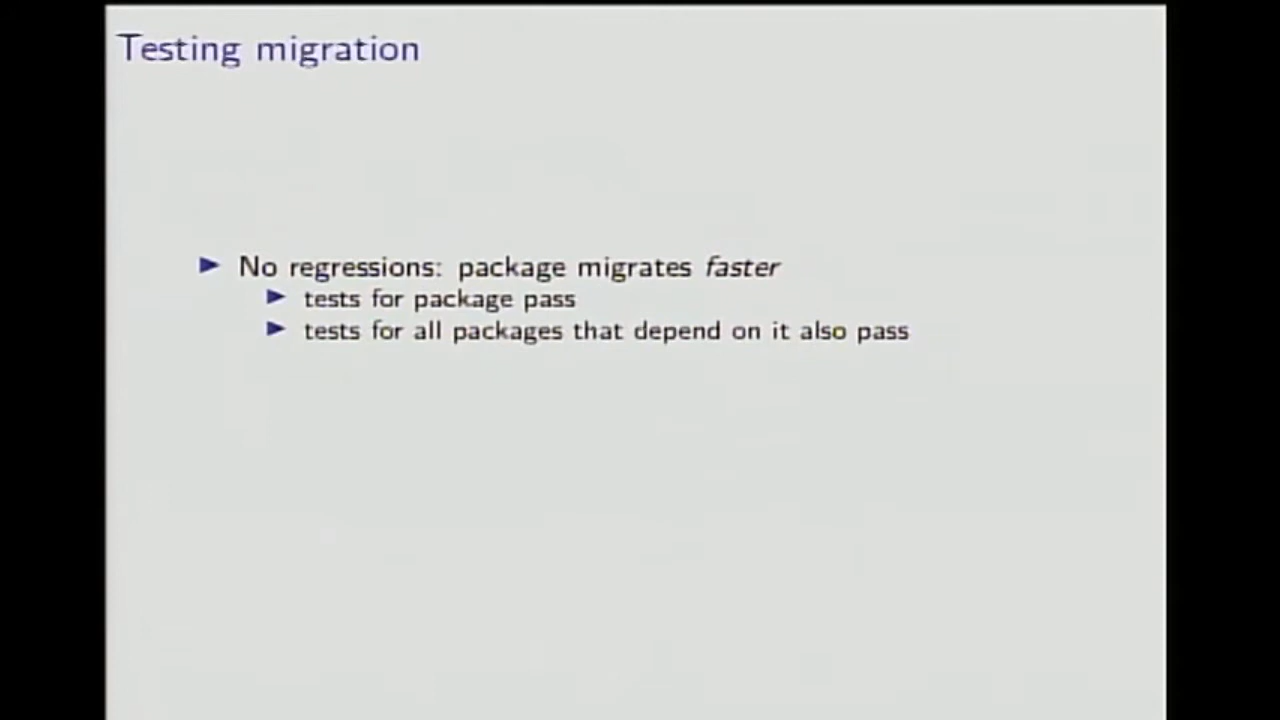 Testing migration
No regressions: package migrates faster
tests for package pass
tests for all packages that depend on it also pass